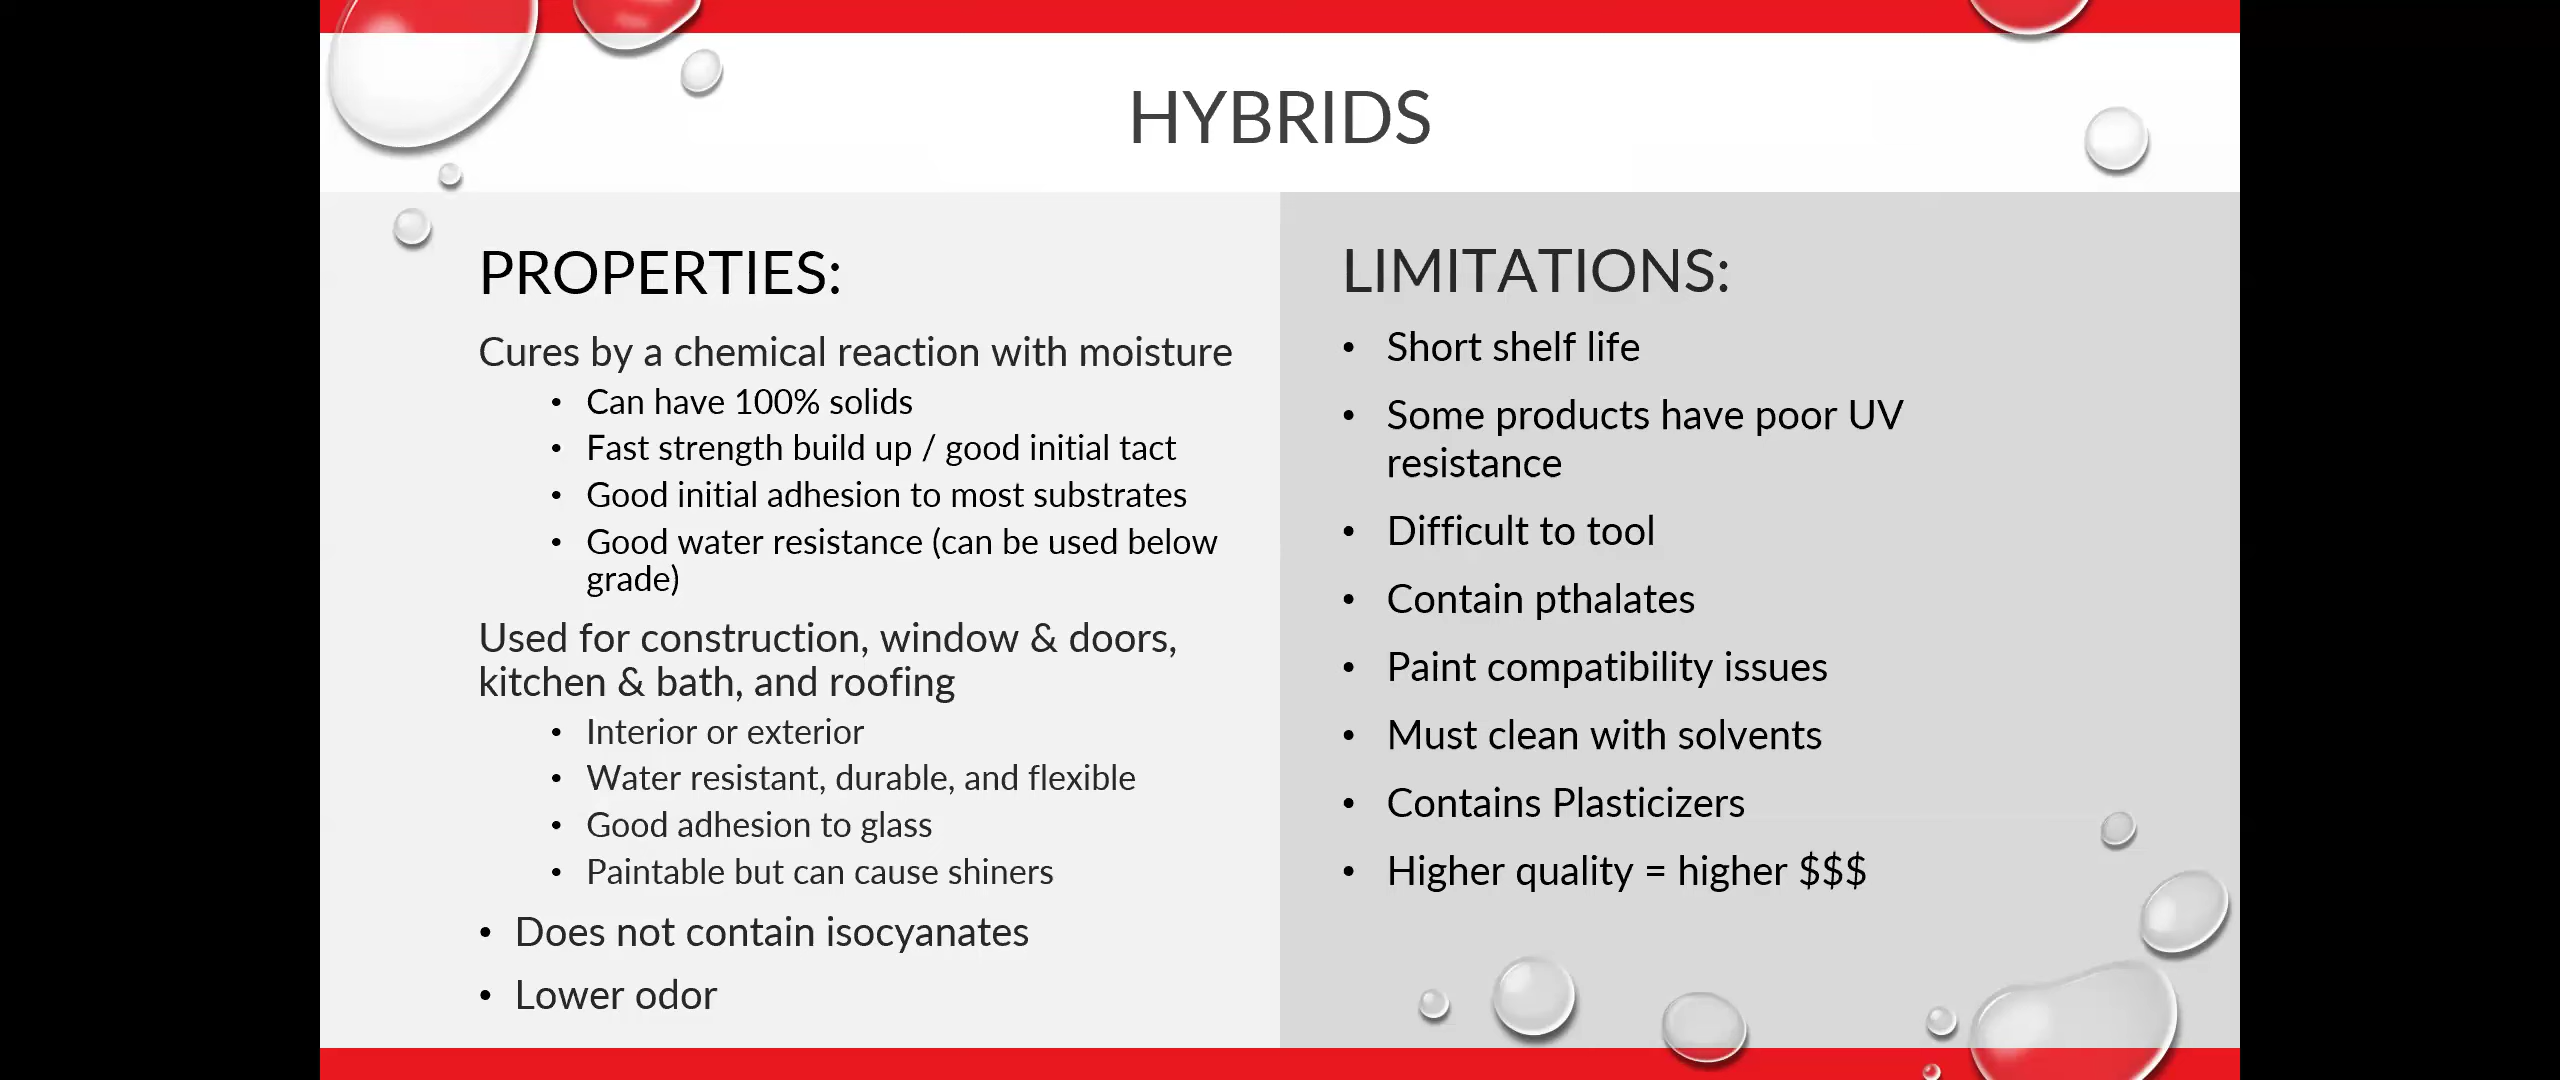 HYBRIDS
PROPERTIES:
Cures by a chemical reaction with moisture
• Can have 100% solids
• Fast strength build up / good initial tact
• Good initial adhesion to most substrates
• Good water resistance (can be used below
grade)
Used for construction, window & doors,
kitchen & bath, and roofing
• Interior or exterior
• Water resistant, durable, and flexible
• Good adhesion to glass
• Paintable but can cause shiners
• Does not contain isocyanates
• Lower odor
LIMITATIONS:
• Short shelf life
• Some products have poor UV
resistance
• Difficult to tool
• Contain pthalates
• Paint compatibility issues
• Must clean with solvents
• Contains Plasticizers
• Higher quality = higher $$$